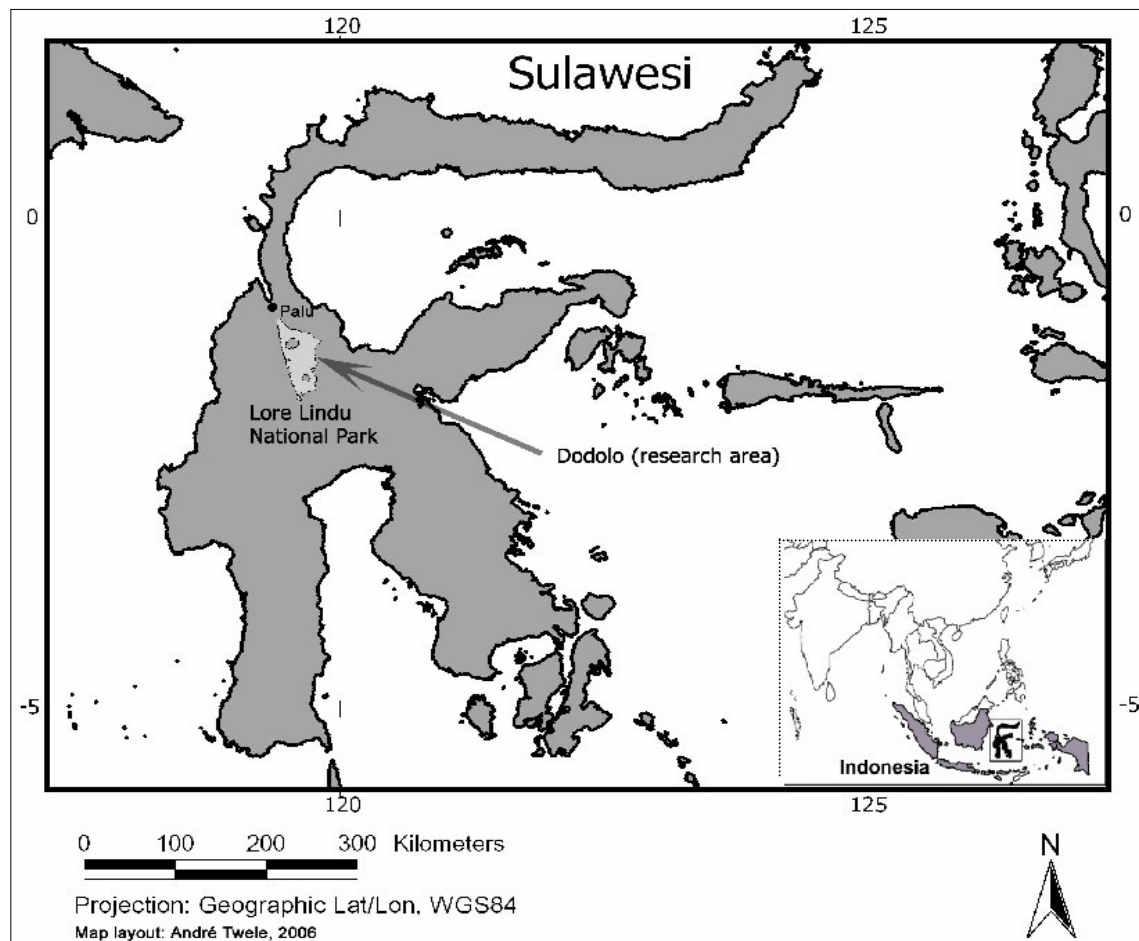 120 125
Sulawesi
0 0
Palu
Lore Lindu
National Park
Dodolo (research area)
-5 -5
Indonesia
120 125
0 100 200 300 Kilometers
N
Projection: Geographic Lat/Lon, WGS84
Map layout: André Twele, 2006